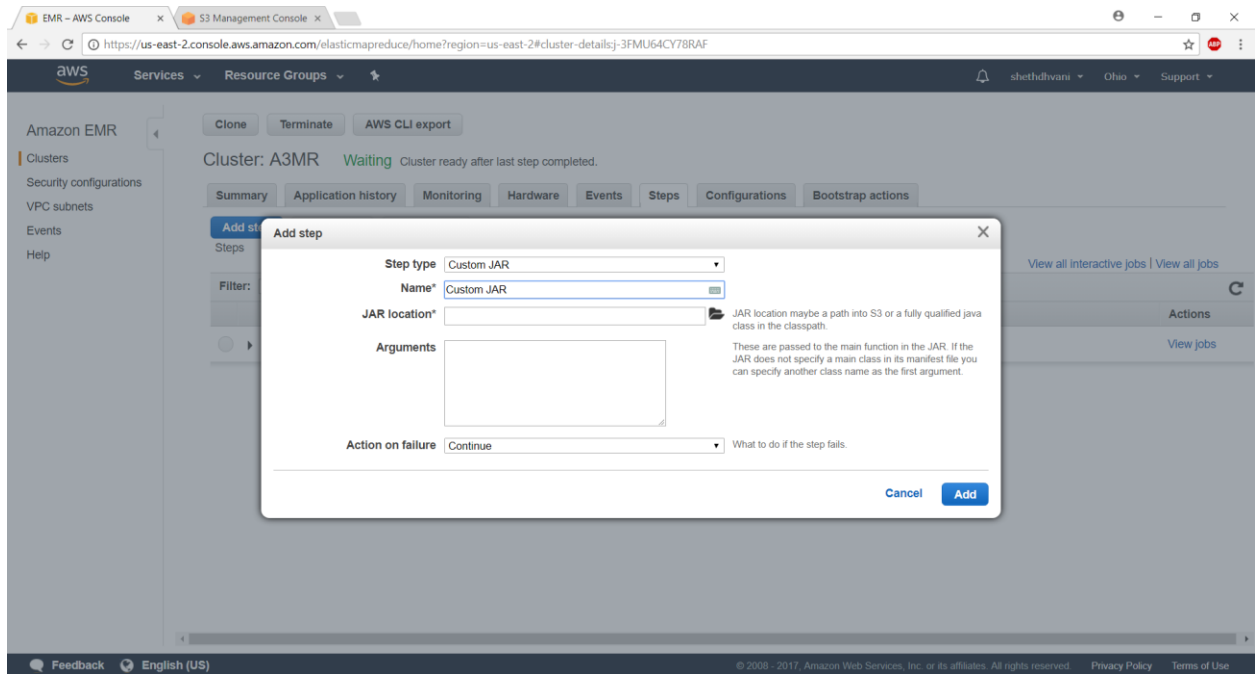 EMR – AWS Console
S3 Management Console
https://us-east-2.console.aws.amazon.com/elasticmapreduce/home?region=us-east-2#cluster-details:j-3FMU64CY78RAF
ABP
aws
Services
Resource Groups
shethdhvani
Ohio
Support
Amazon EMR
Clusters
Security configurations
VPC subnets
Events
Help
Clone
Terminate
AWS CLI export
Cluster: A3MR Waiting Cluster ready after last step completed.
Summary
Application history
Monitoring
Hardware
Events
Steps
Configurations
Bootstrap actions
Add ste
Steps
View all interactive jobs | View all jobs
Filter:
Actions
View jobs
Add step
Step type Custom JAR
Name* Custom JAR
JAR location*
JAR location maybe a path into S3 or a fully qualified java
class in the classpath.
Arguments
These are passed to the main function in the JAR. If the
JAR does not specify a main class in its manifest file you
can specify another class name as the first argument.
Action on failure Continue
What to do if the step fails.
Cancel
Add
Feedback
English (US)
© 2008 - 2017, Amazon Web Services, Inc. or its affiliates. All rights reserved.
Privacy Policy
Terms of Use